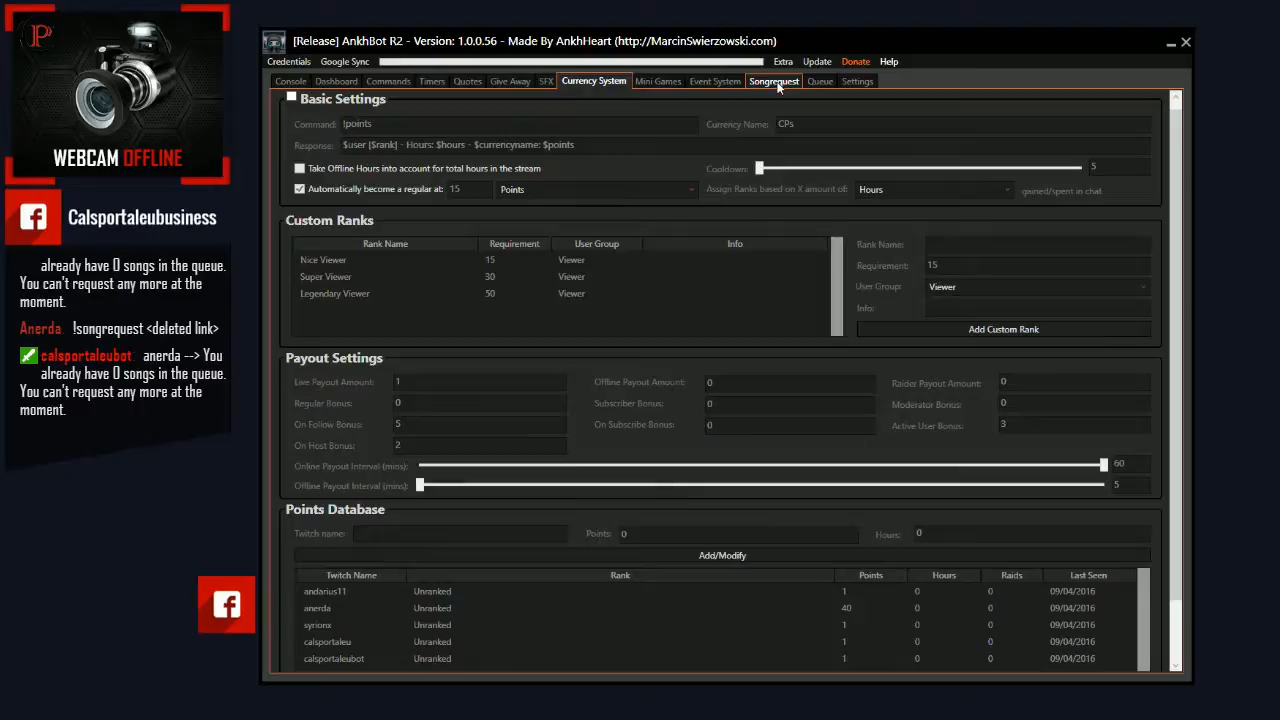 WEBCAM OFFLINE
Calsportaleubusiness
already have 0 songs in the queue.
You can't request any more at the
moment.
Anerda: !songrequest <deleted link>
calsportaleubot: anerda --> You
already have 0 songs in the queue.
You can't request any more at the
moment.
[Release] AnkhBot R2 - Version: 1.0.0.56 - Made By AnkhHeart (http://MarcinSwierzowski.com)
Credentials Google Sync Extra Update Donate Help
Console Dashboard Commands Timers Quotes Give Away SFX Currency System Mini Games Event System Songrequest Queue Settings
Basic Settings
Command: !points Currency Name: CPs
Response: $user [$rank] - Hours: $hours - $currencyname: $points
Take Offline Hours into account for total hours in the stream Cooldown: 5
Automatically become a regular at: 15 Points Assign Ranks based on X amount of: Hours gained/spent in chat
Custom Ranks
Rank Name Requirement User Group Info
Nice Viewer 15 Viewer
Super Viewer 30 Viewer
Legendary Viewer 50 Viewer
Rank Name:
Requirement: 15
User Group: Viewer
Info:
Add Custom Rank
Payout Settings
Live Payout Amount: 1 Offline Payout Amount: 0 Raider Payout Amount: 0
Regular Bonus: 0 Subscriber Bonus: 0 Moderator Bonus: 0
On Follow Bonus: 5 On Subscribe Bonus: 0 Active User Bonus: 3
On Host Bonus: 2
Online Payout Interval (mins): 60
Offline Payout Interval (mins): 5
Points Database
Twitch name: Points: 0 Hours: 0
Add/Modify
Twitch Name Rank Points Hours Raids Last Seen
andarius11 Unranked 1 0 0 09/04/2016
anerda Unranked 40 0 0 09/04/2016
syrionx Unranked 1 0 0 09/04/2016
calsportaleu Unranked 1 0 0 09/04/2016
calsportaleubot Unranked 1 0 0 09/04/2016